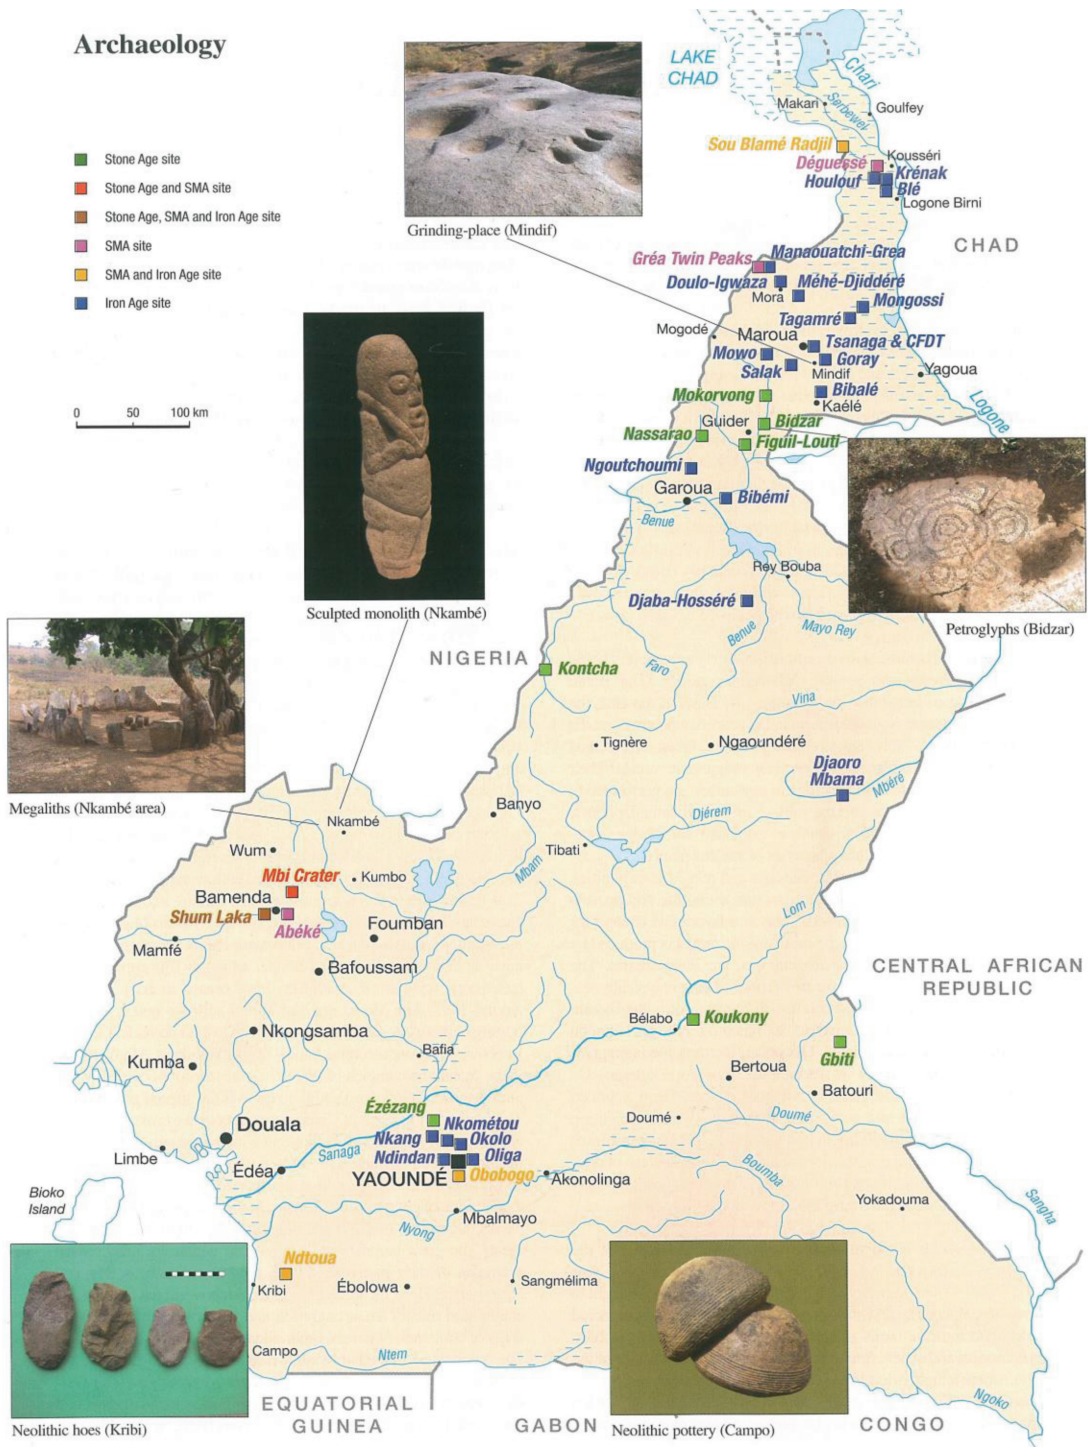 Archaeology
Stone Age site
Stone Age and SMA site
Stone Age, SMA and Iron Age site
SMA site
SMA and Iron Age site
Iron Age site
0 50 100 km
Grinding-place (Mindif)
Sculpted monolith (Nkambé)
Megaliths (Nkambé area)
Petroglyphs (Bidzar)
Neolithic hoes (Kribi)
Neolithic pottery (Campo)
LAKE
CHAD
Chari
Makari
Serbewel
Goulfey
Sou Blamé Radjil
Kousséri
Déguessé
Krénak
Houlouf
Blé
Logone Birni
CHAD
Manaouatchi-Grea
Gréa Twin Peaks
Doulo-Igwaza
Méhé-Djiddéré
Mora
Mongossi
Tagamré
Mogodé
Maroua
Tsanaga & CFDT
Mowo
Goray
Salak
Mindif
Yagoua
Mokorvong
Bibalé
Kaélé
Logone
Guider
Bidzar
Nassarao
Figuil-Louti
Ngoutchoumi
Garoua
Bibémi
Benue
Rey Bouba
Djaba-Hosséré
Benue
Mayo Rey
NIGERIA
Kontcha
Faro
Vina
Tignère
Ngaoundéré
Djaoro
Mbama
Mbéré
Banyo
Djérem
Nkambé
Wum
Tibati
Mbam
Mbi Crater
Kumbo
Bamenda
Shum Laka
Abéké
Foumban
Lom
Mamfé
Bafoussam
CENTRAL AFRICAN
REPUBLIC
Bélabo
Koukony
Nkongsamba
Bafia
Gbiti
Kumba
Bertoua
Batouri
Ézézang
Doumé
Doumé
Nkométou
Douala
Nkang
Okolo
Sanaga
Ndindan
Oliga
Limbe
Édéa
YAOUNDÉ
Obobogo
Akonolinga
Boumba
Bioko
Island
Yokadouma
Sangha
Mbalmayo
Nyong
Ndtoua
Kribi
Ébolowa
Sangmélima
Campo
Ntem
EQUATORIAL
GUINEA
GABON
CONGO
Ngoko